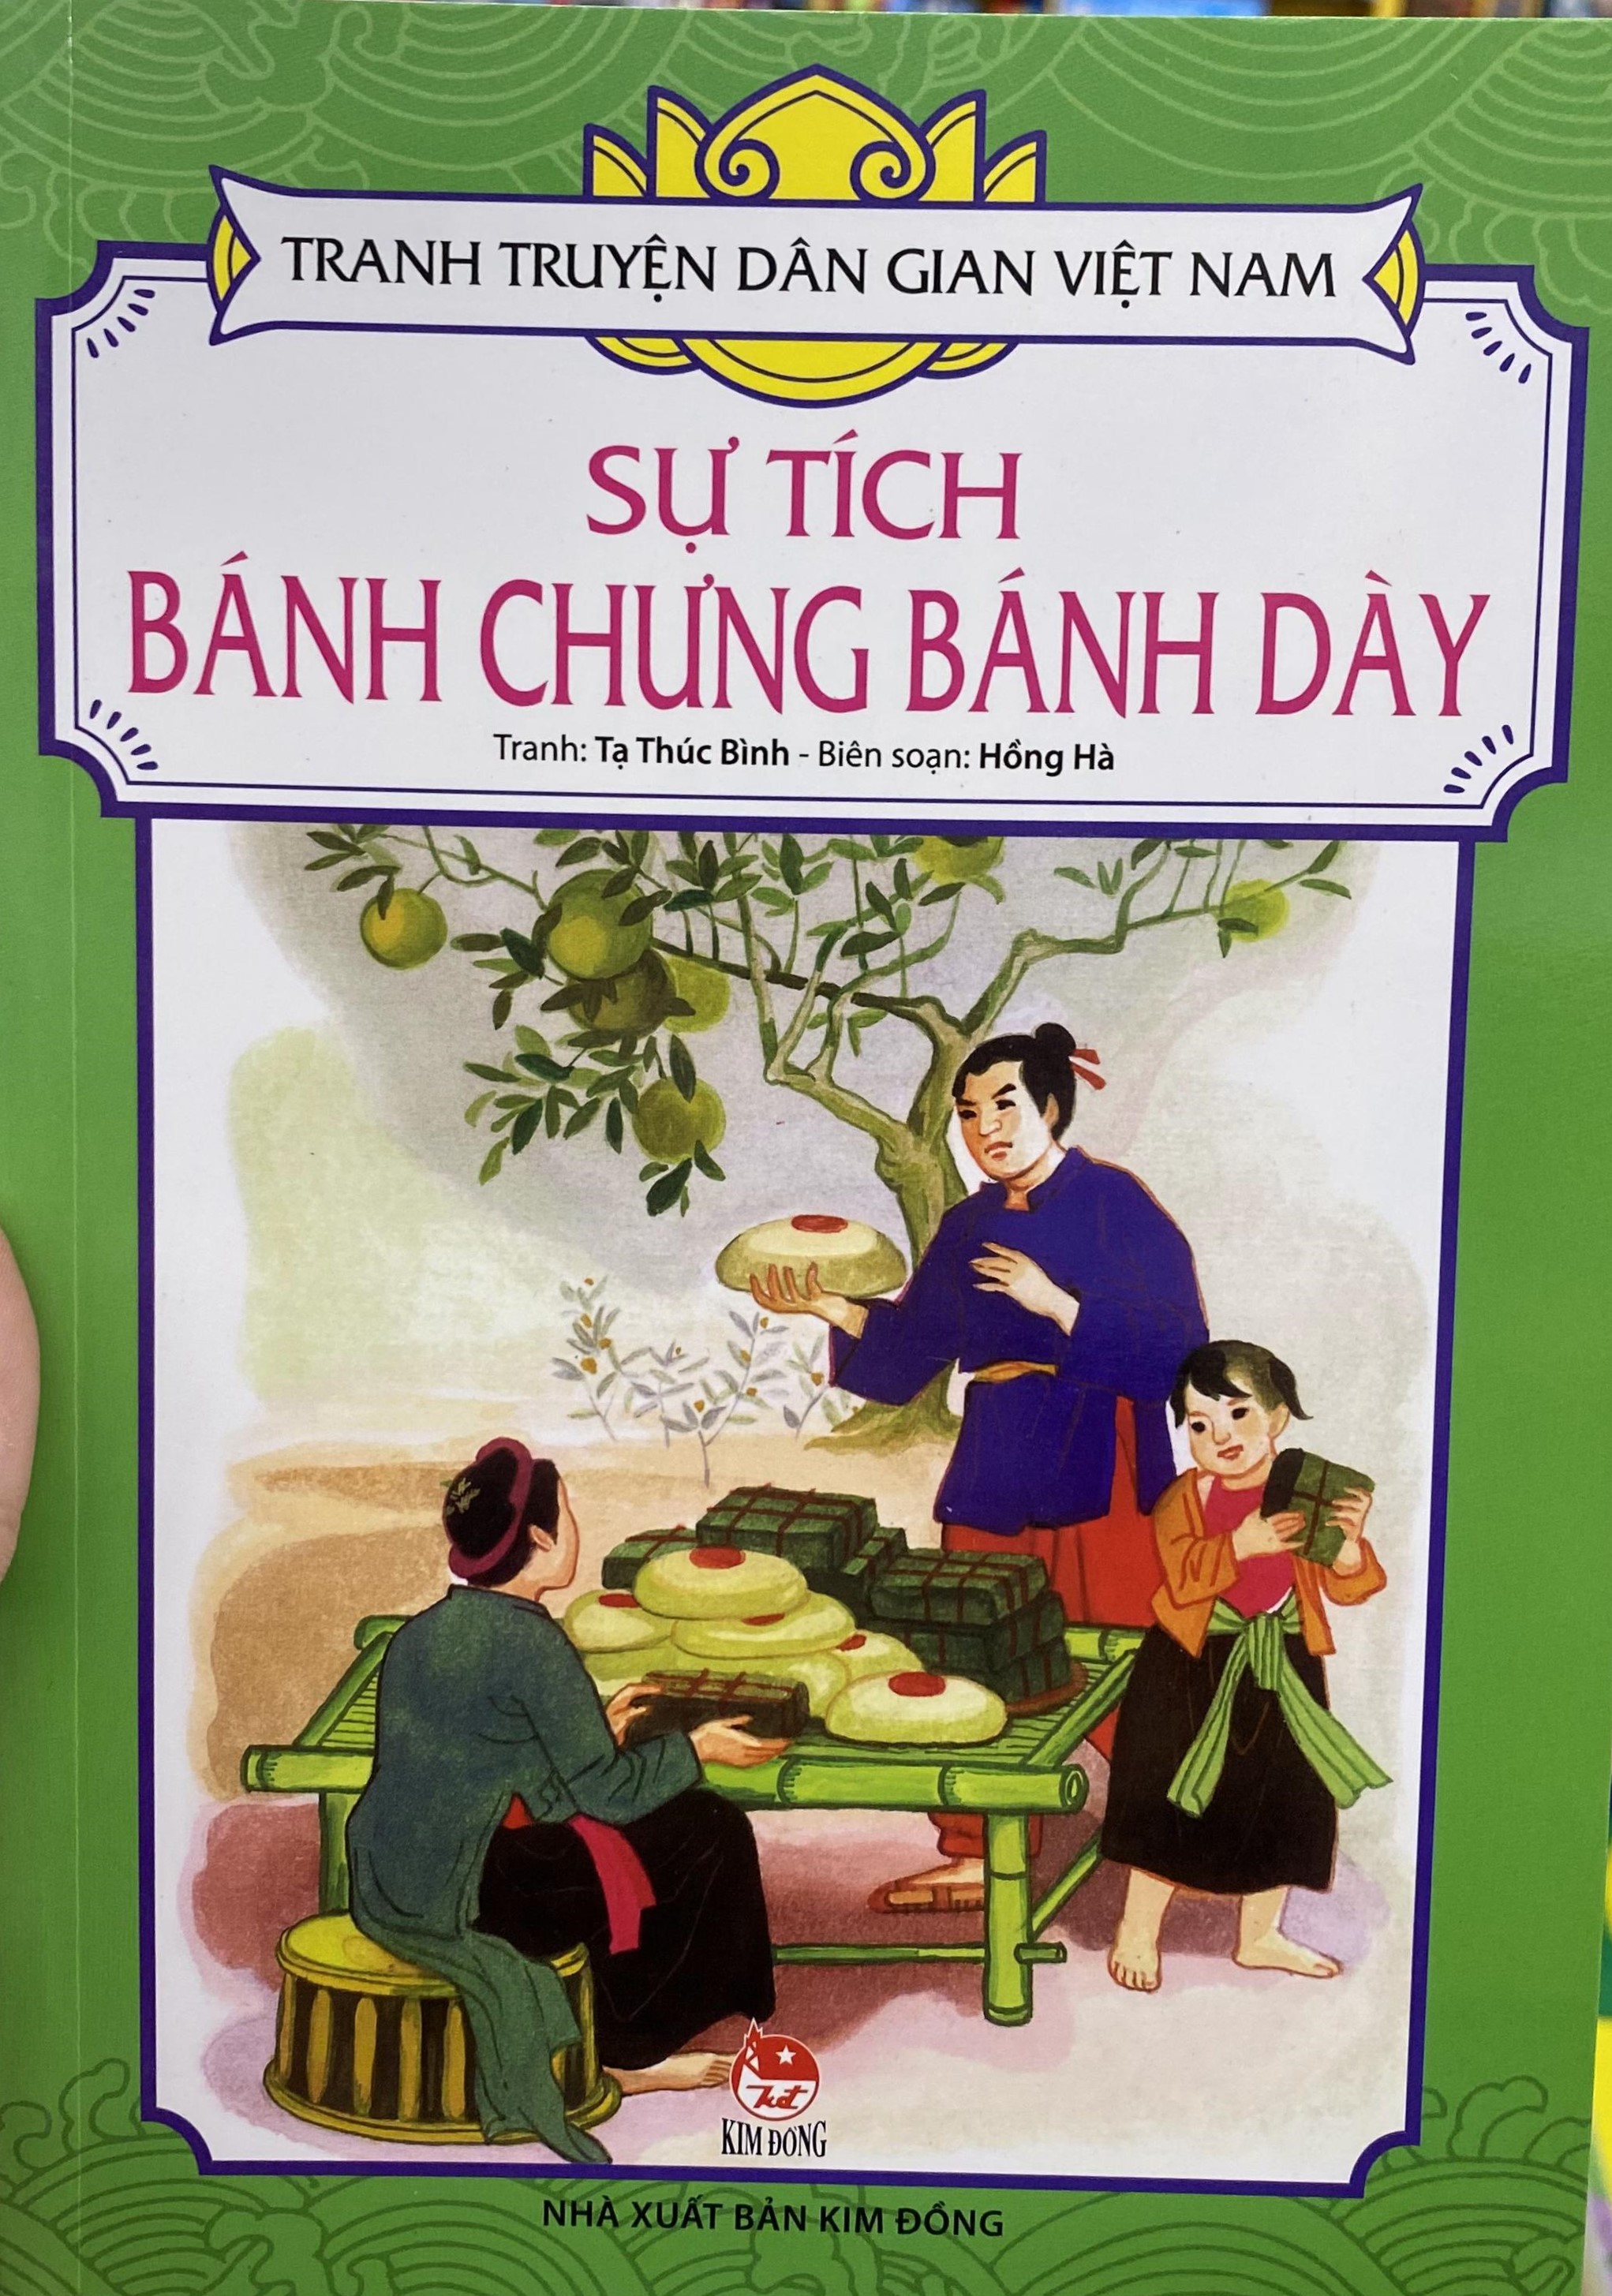 TRANH TRUYỆN DÂN GIAN VIỆT NAM
SỰ TÍCH
BÁNH CHƯNG BÁNH DÀY
Tranh: Tạ Thúc Bình - Biên soạn: Hồng Hà
Kđ
KIM ĐỒNG
NHÀ XUẤT BẢN KIM ĐỒNG